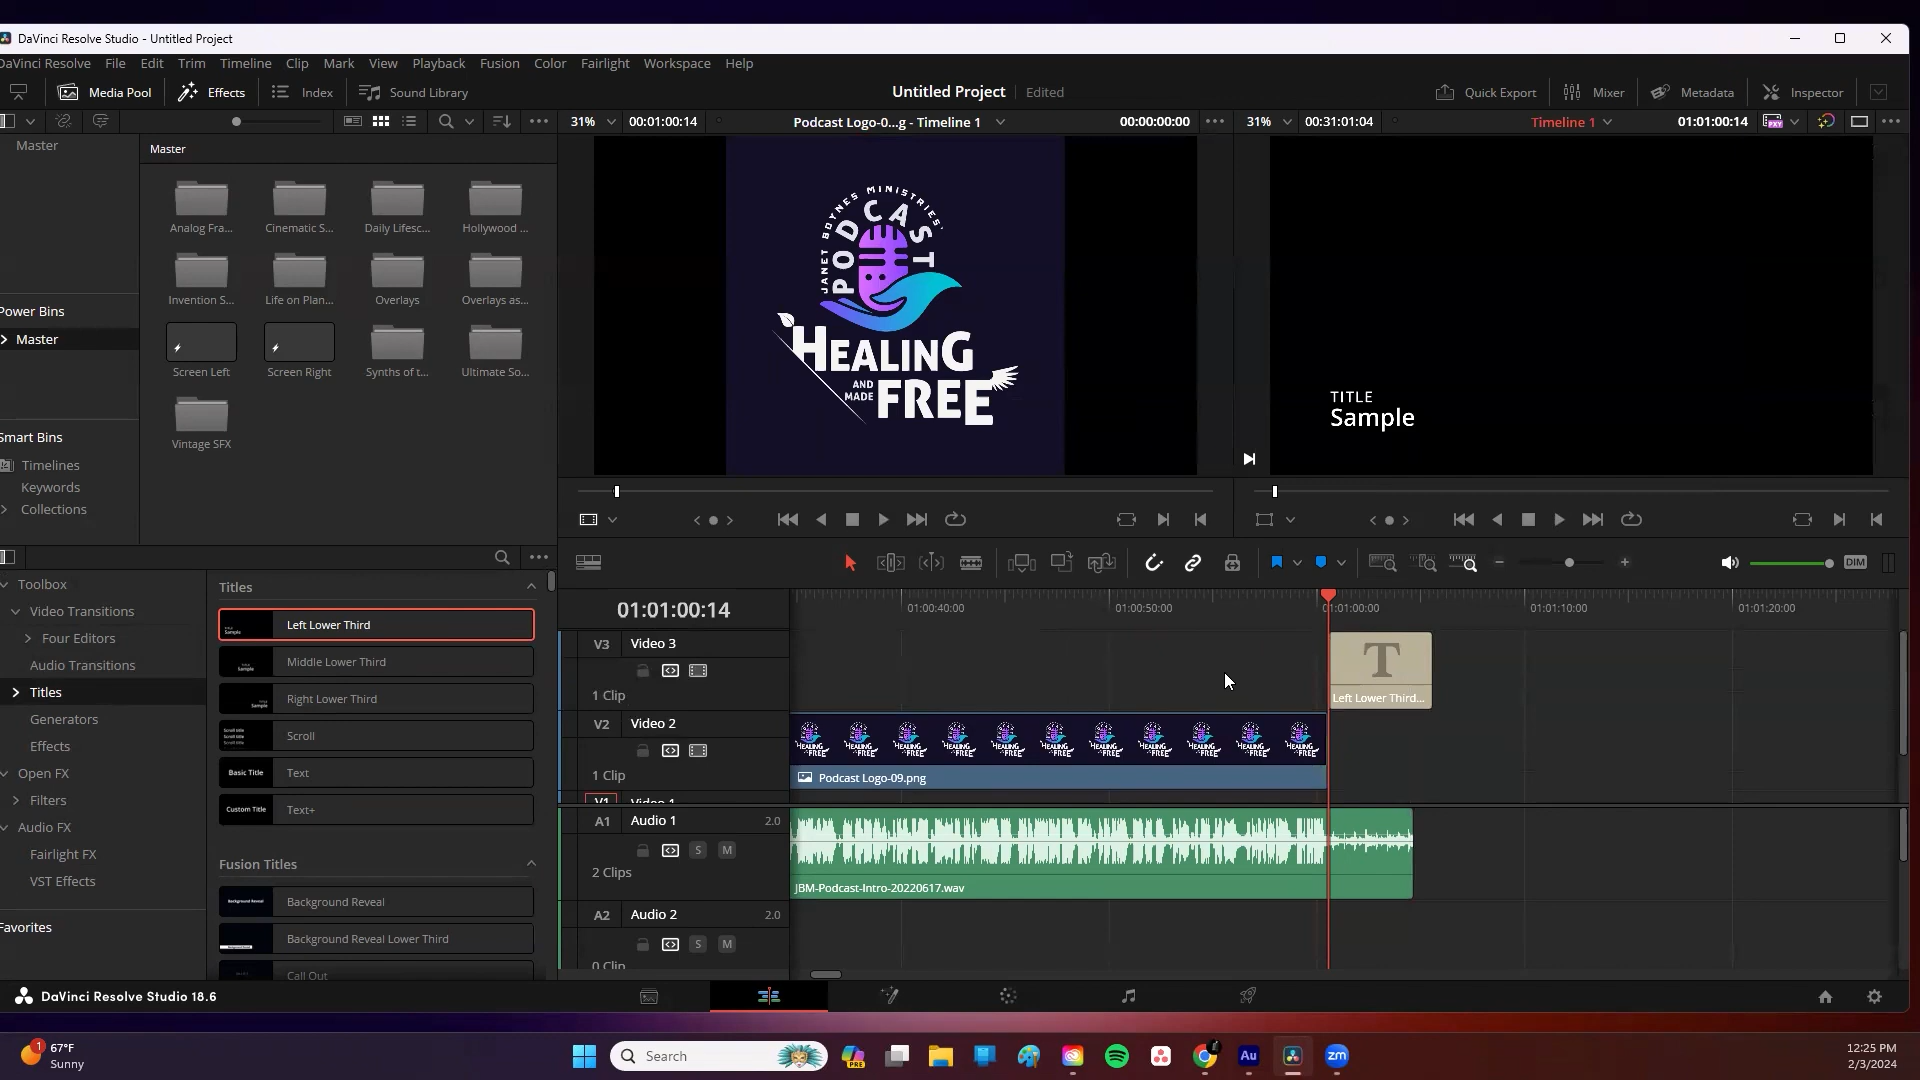 DaVinci Resolve Studio - Untitled Project
DaVinci Resolve File Edit Trim Timeline Clip Mark View Playback Fusion Color Fairlight Workspace Help
Media Pool Effects Index Sound Library Untitled Project Edited Quick Export Mixer Metadata Inspector
31% 00:01:00:14 Podcast Logo-0...g - Timeline 1 00:00:00:00 31% 00:31:01:04 Timeline 1 01:01:00:14
Master
Master
Analog Fra... Cinematic S... Daily Lifesc... Hollywood ...
Invention S... Life on Plan... Overlays Overlays as...
Screen Left Screen Right Synths of t... Ultimate So...
Vintage SFX
Power Bins
Master
Smart Bins
Timelines
Keywords
Collections
JANET BOYNES MINISTRIES'
PODCAST
HEALING
AND
MADE
FREE
TITLE
Sample
Toolbox
Video Transitions
Four Editors
Audio Transitions
Titles
Generators
Effects
Open FX
Filters
Audio FX
Fairlight FX
VST Effects
Favorites
Titles
Left Lower Third
Middle Lower Third
Right Lower Third
Scroll
Basic Title Text
Custom Title Text+
Fusion Titles
Background Reveal
Background Reveal Lower Third
Call Out
DIM
01:01:00:14
01:00:40:00 01:00:50:00 01:01:00:00 01:01:10:00 01:01:20:00
V3 Video 3
1 Clip
Left Lower Third...
V2 Video 2
1 Clip
HEALING FREE
Podcast Logo-09.png
V1 Video 1
A1 Audio 1 2.0
S M
2 Clips
JBM-Podcast-Intro-20220617.wav
A2 Audio 2 2.0
S M
0 Clip
DaVinci Resolve Studio 18.6
1
67°F
Sunny
Search
PRE
Au
zm
12:25 PM
2/3/2024